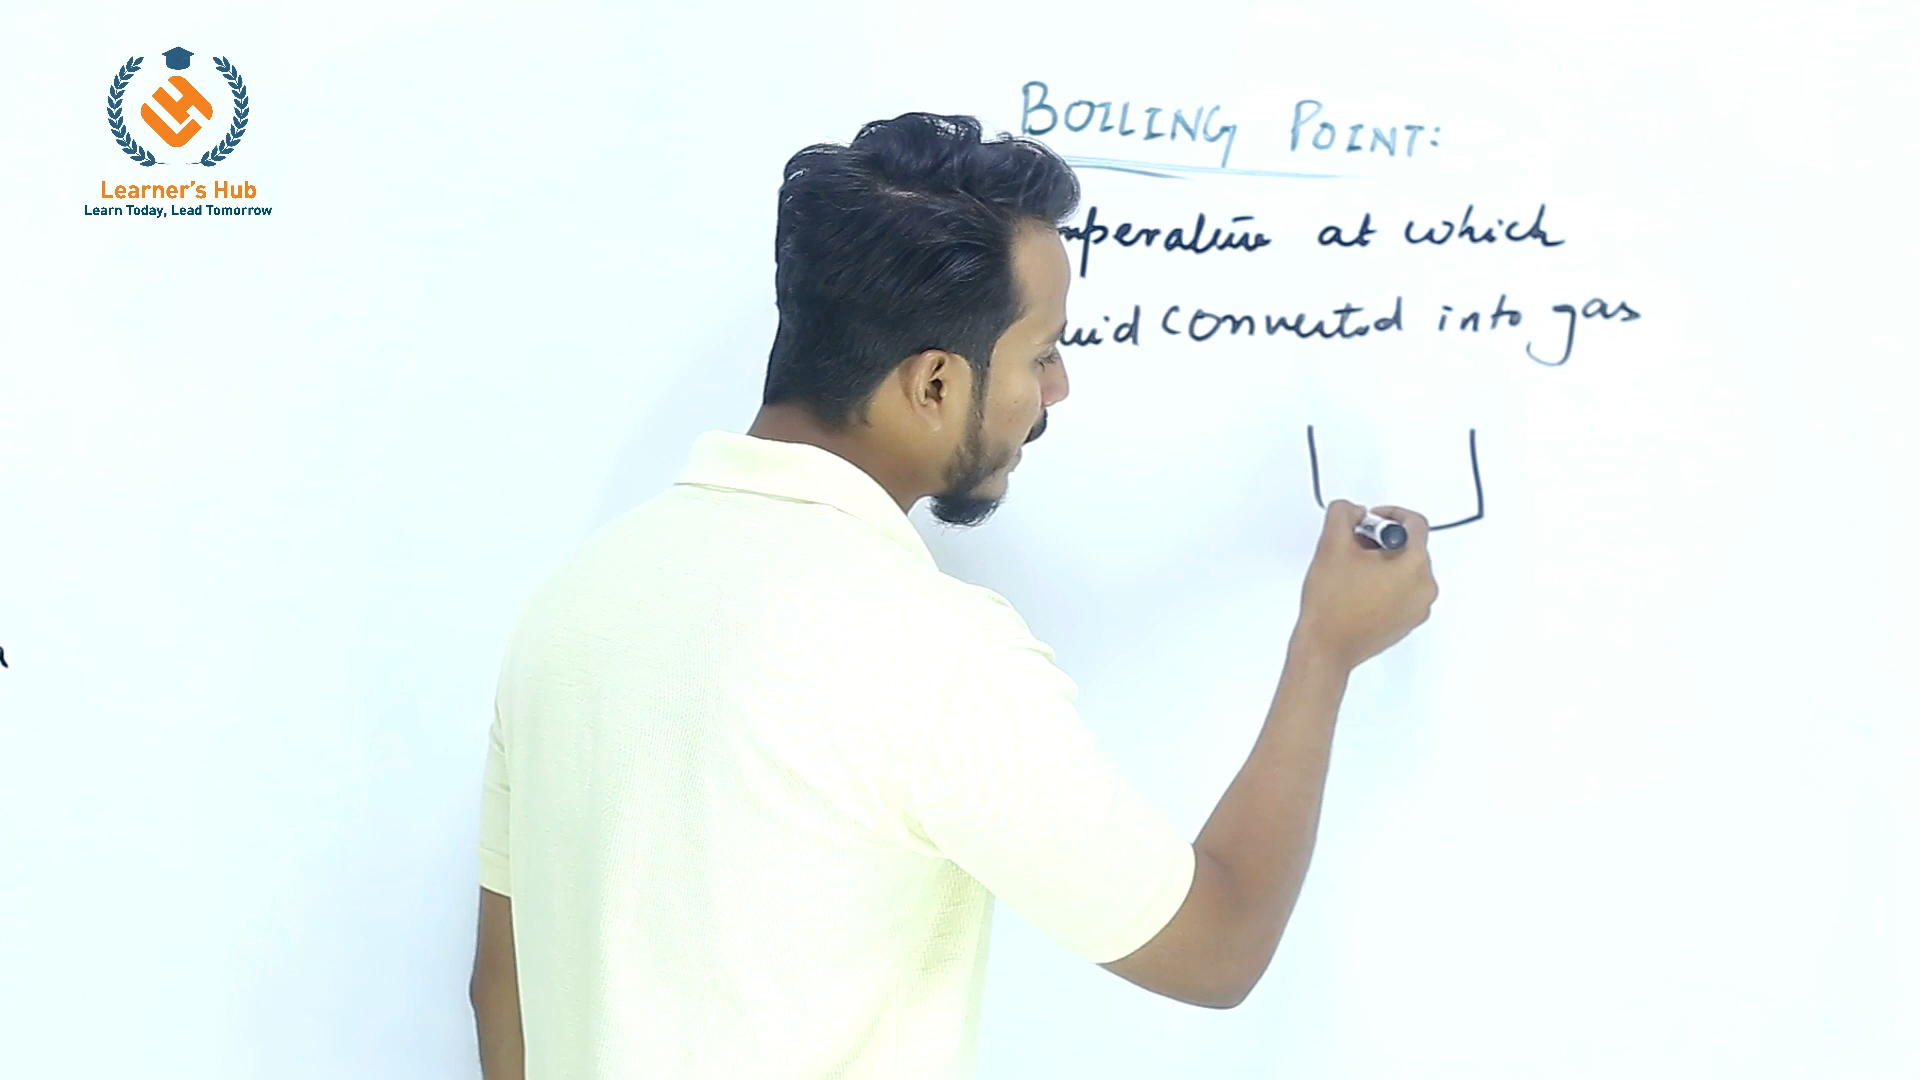 Learner's Hub
Learn Today, Lead Tomorrow
BOILING POINT:
mperature at which
uid converted into gas